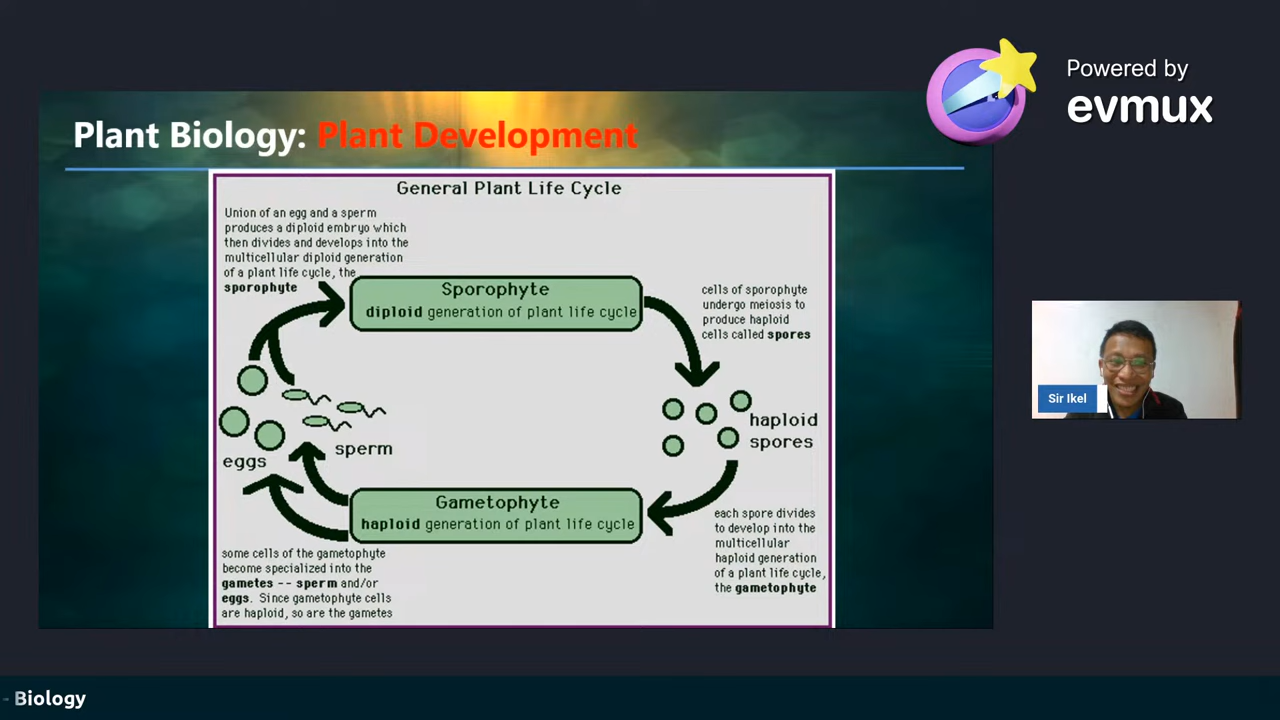 Powered by
evmux
Plant Biology: Plant Development
General Plant Life Cycle
Union of an egg and a sperm
produces a diploid embryo which
then divides and develops into the
multicellular diploid generation
of a plant life cycle, the
sporophyte
Sporophyte
diploid generation of plant life cycle
cells of sporophyte
undergo meiosis to
produce haploid
cells called spores
haploid
spores
sperm
eggs
Gametophyte
haploid generation of plant life cycle
each spore divides
to develop into the
multicellular
haploid generation
of a plant life cycle,
the gametophyte
some cells of the gametophyte
become specialized into the
gametes -- sperm and/or
eggs. Since gametophyte cells
are haploid, so are the gametes
Sir Ikel
- Biology